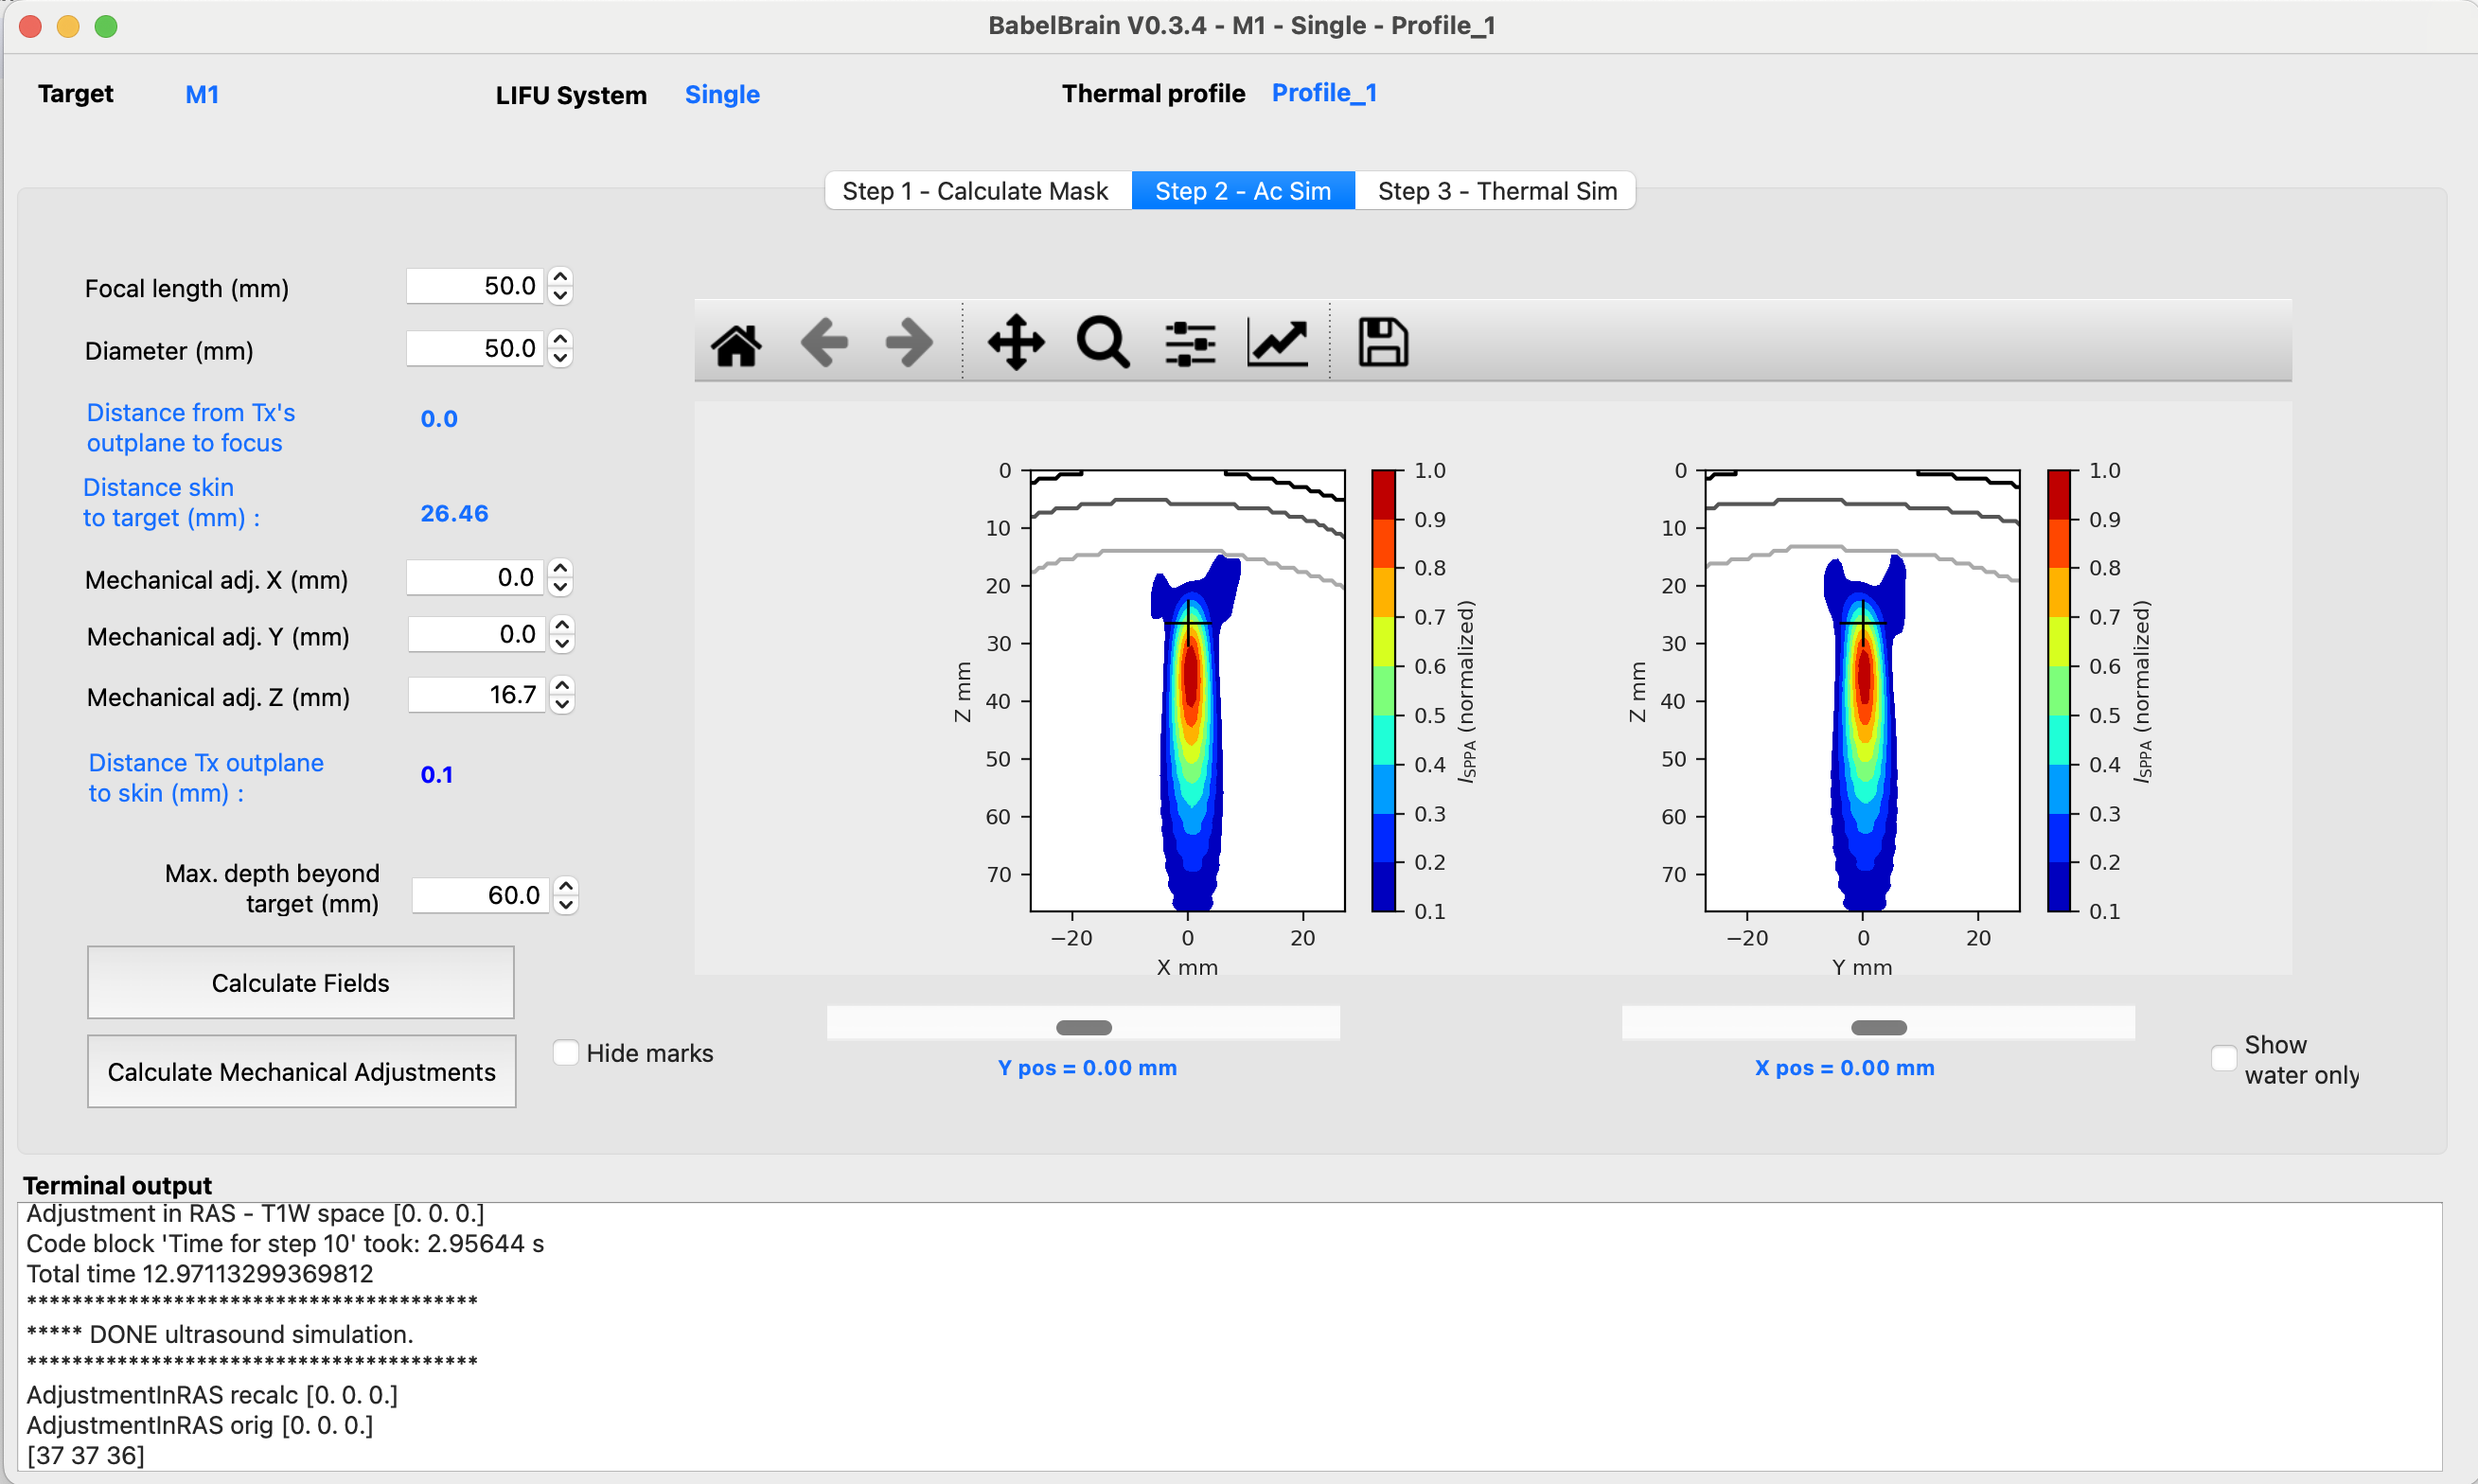 BabelBrain V0.3.4 - M1 - Single - Profile_1
Target M1 LIFU System Single Thermal profile Profile_1
Step 1 - Calculate Mask Step 2 - Ac Sim Step 3 - Thermal Sim
Focal length (mm) 50.0
Diameter (mm) 50.0
Distance from Tx's
outplane to focus 0.0
Distance skin
to target (mm) : 26.46
Mechanical adj. X (mm) 0.0
Mechanical adj. Y (mm) 0.0
Mechanical adj. Z (mm) 16.7
Distance Tx outplane
to skin (mm) : 0.1
Max. depth beyond
target (mm) 60.0
Calculate Fields
Calculate Mechanical Adjustments
Hide marks
0
10
20
30
40
50
60
70
Z mm
−20 0 20
X mm
1.0
0.9
0.8
0.7
0.6
0.5
0.4
0.3
0.2
0.1
ISPPA (normalized)
Y pos = 0.00 mm
0
10
20
30
40
50
60
70
Z mm
−20 0 20
Y mm
1.0
0.9
0.8
0.7
0.6
0.5
0.4
0.3
0.2
0.1
ISPPA (normalized)
X pos = 0.00 mm
Show
water only
Terminal output
Adjustment in RAS - T1W space [0. 0. 0.]
Code block 'Time for step 10' took: 2.95644 s
Total time 12.97113299369812
****************************************
***** DONE ultrasound simulation.
****************************************
AdjustmentInRAS recalc [0. 0. 0.]
AdjustmentInRAS orig [0. 0. 0.]
[37 37 36]